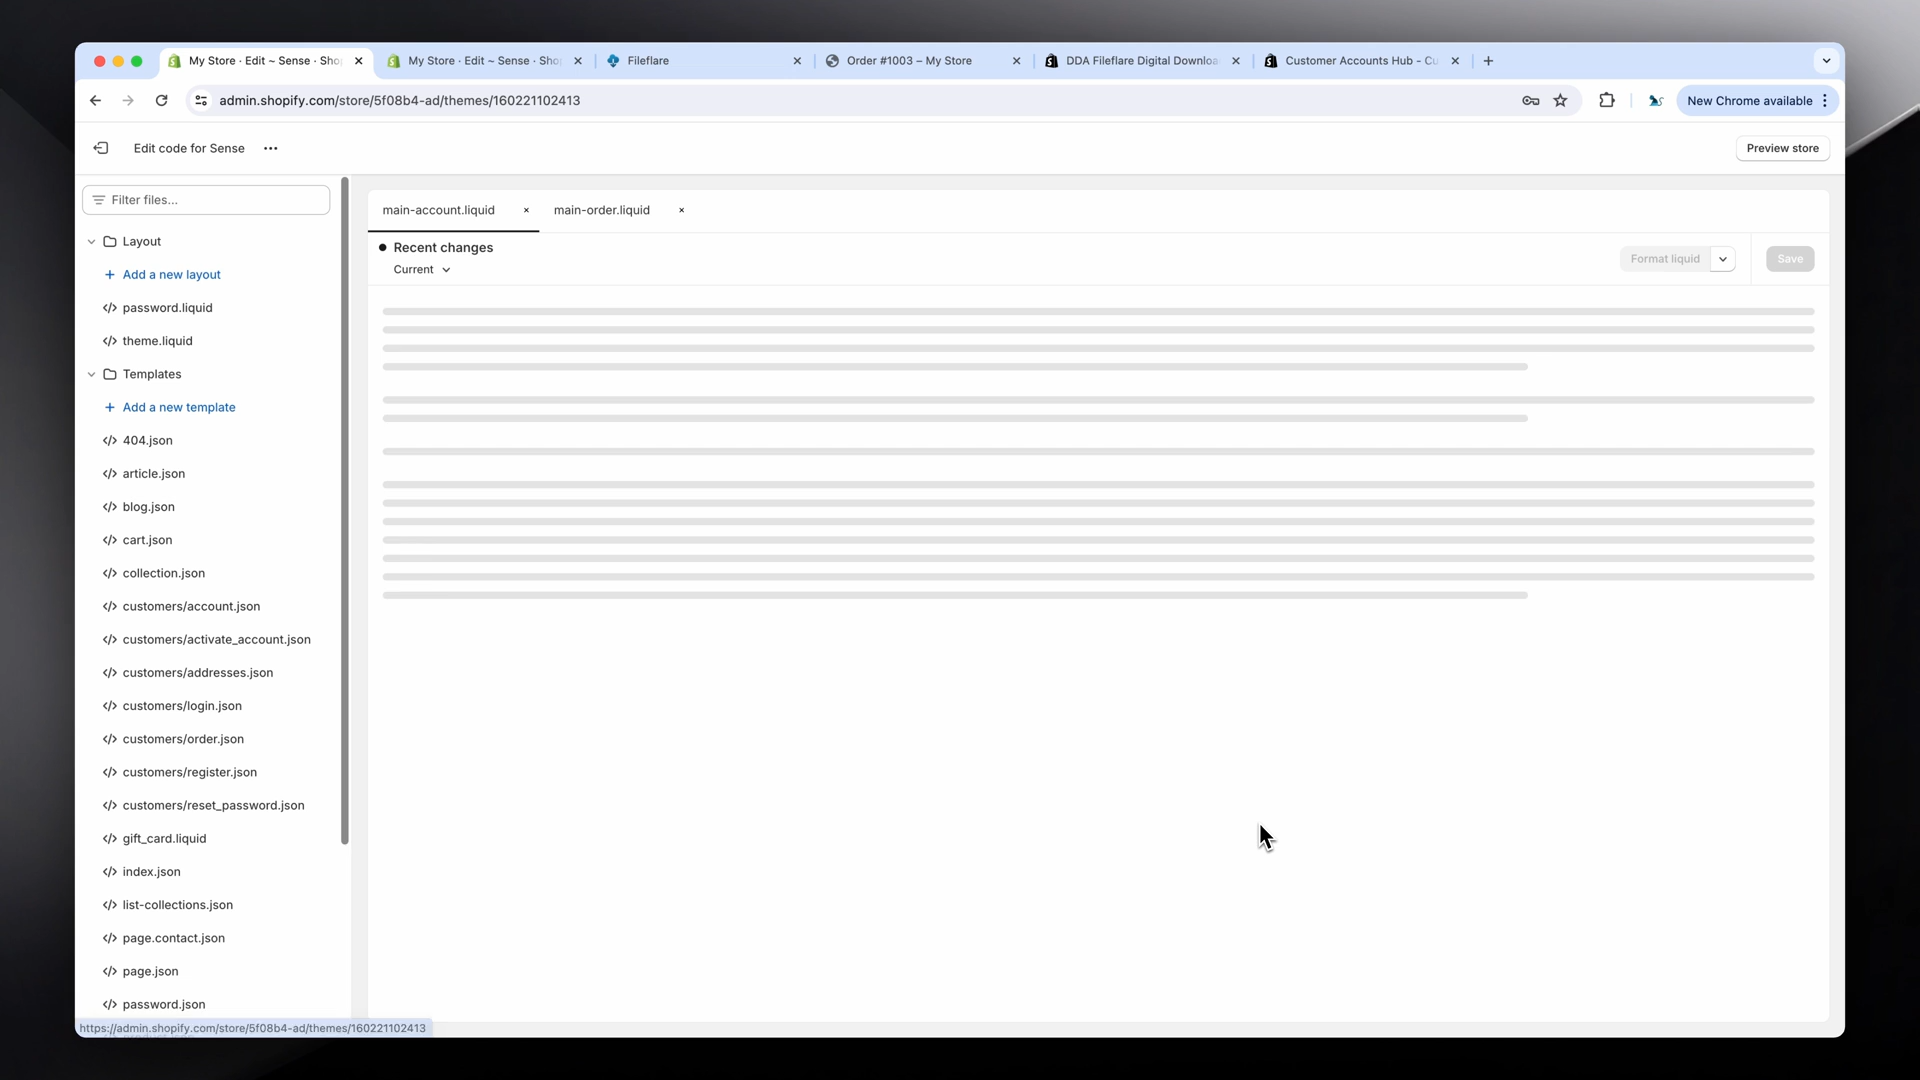 My Store · Edit ~ Sense · Sho
My Store · Edit ~ Sense · Sho
Fileflare
Order #1003 – My Store
DDA Fileflare Digital Downloa
Customer Accounts Hub - Cu
admin.shopify.com/store/5f08b4-ad/themes/160221102413
New Chrome available
Edit code for Sense
Preview store
Filter files...
Layout
Add a new layout
password.liquid
theme.liquid
Templates
Add a new template
404.json
article.json
blog.json
cart.json
collection.json
customers/account.json
customers/activate_account.json
customers/addresses.json
customers/login.json
customers/order.json
customers/register.json
customers/reset_password.json
gift_card.liquid
index.json
list-collections.json
page.contact.json
page.json
password.json
main-account.liquid
main-order.liquid
Recent changes
Current
Format liquid
Save
https://admin.shopify.com/store/5f08b4-ad/themes/160221102413